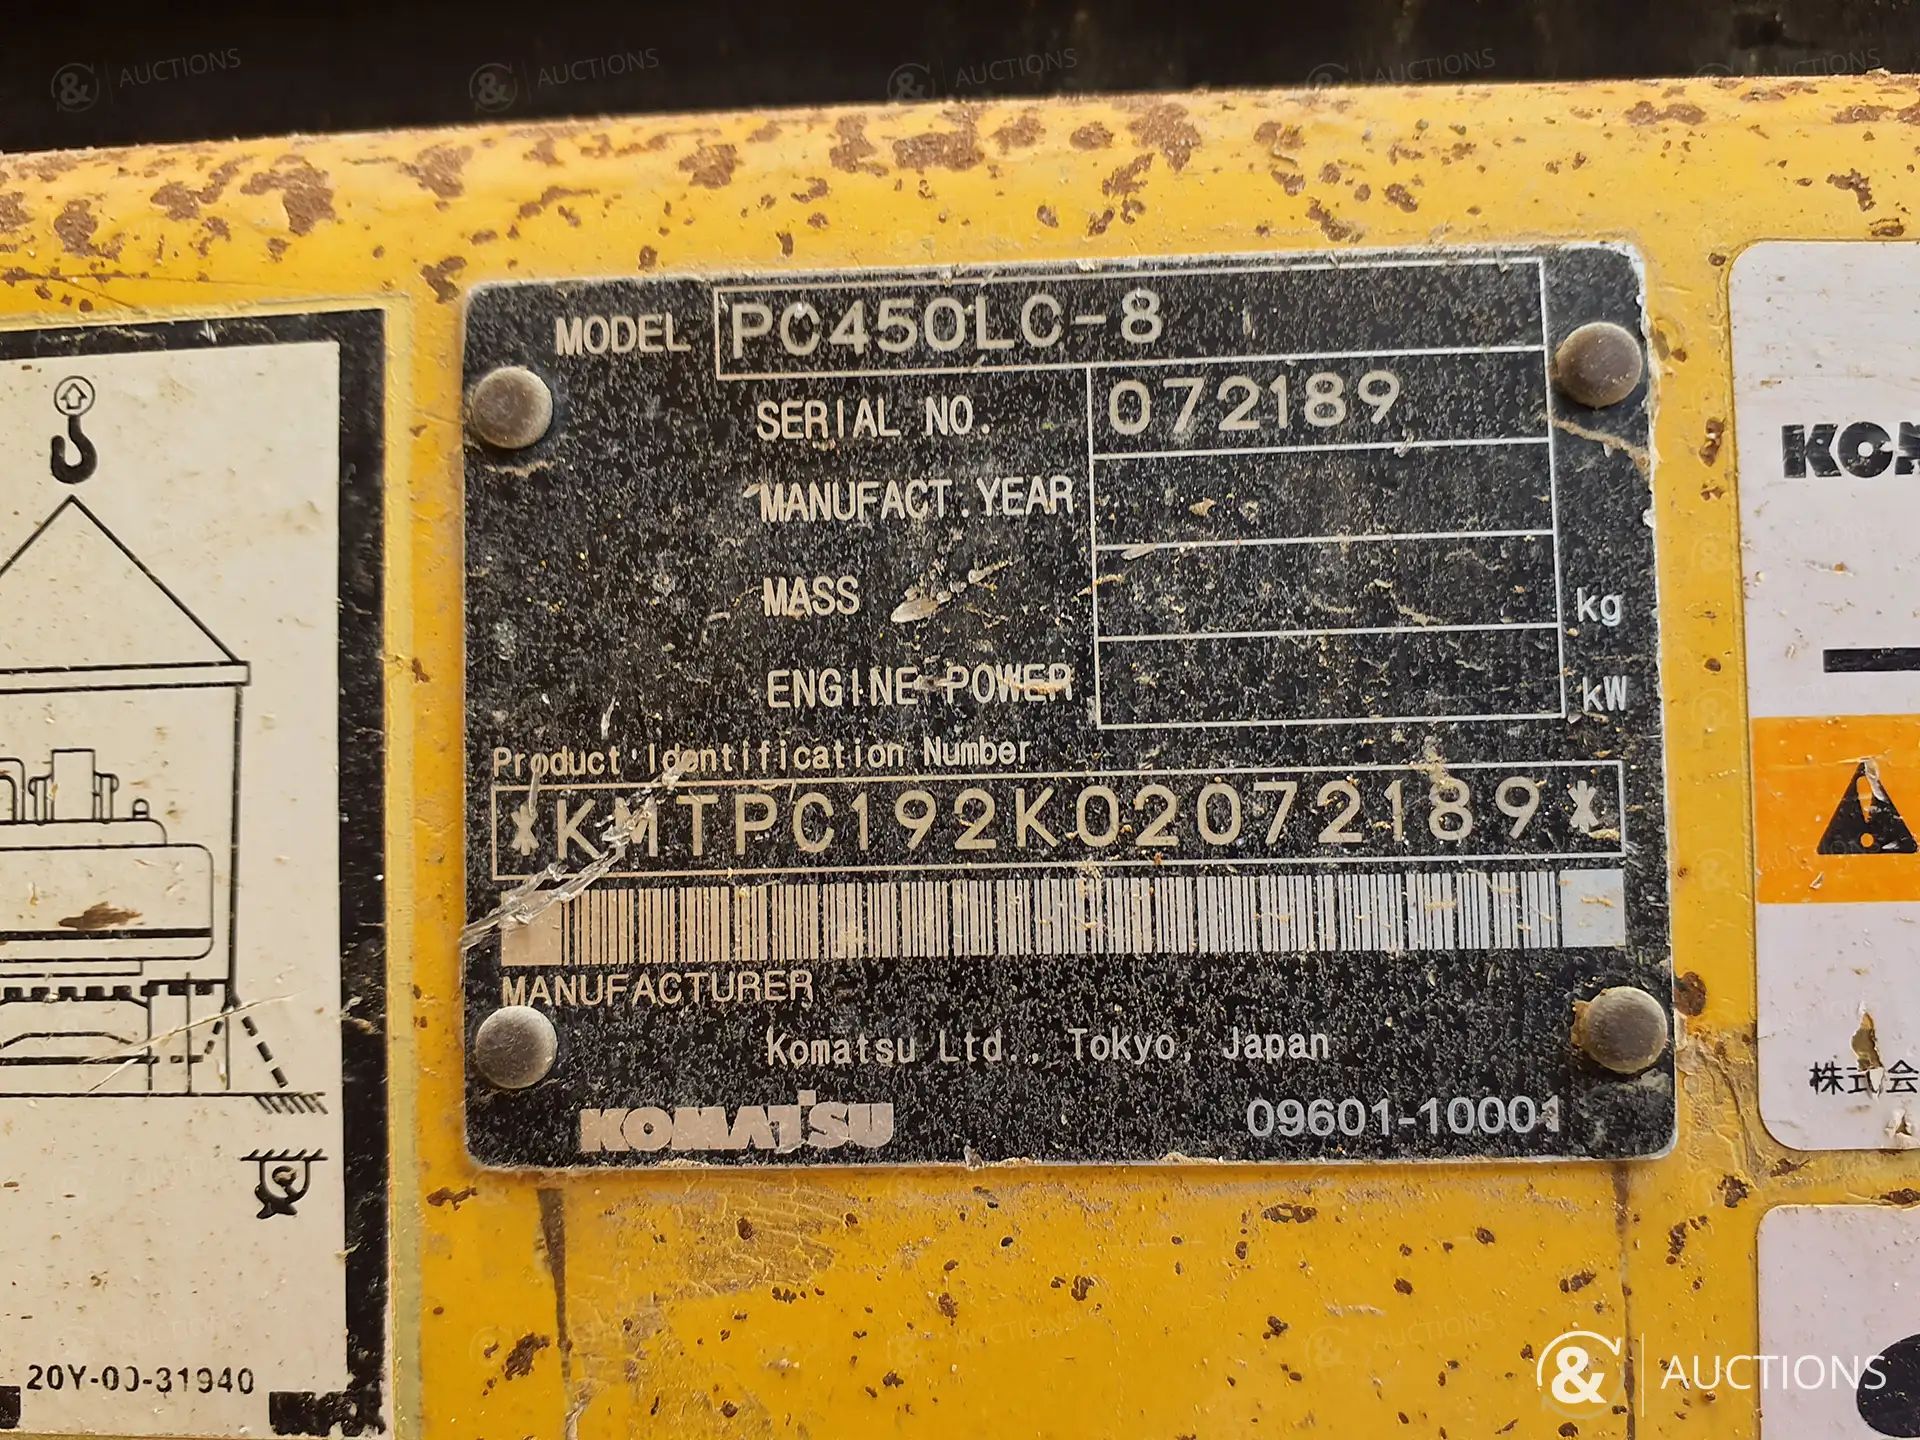 MODEL PC450LC-8
SERIAL NO. 072189
MANUFACT.YEAR
MASS kg
ENGINE POWER kW
Product Identification Number
*KMTPC192K02072189*
MANUFACTURER
Komatsu Ltd., Tokyo, Japan
KOMATSU 09601-10001
20Y-00-31940
株式会
& AUCTIONS